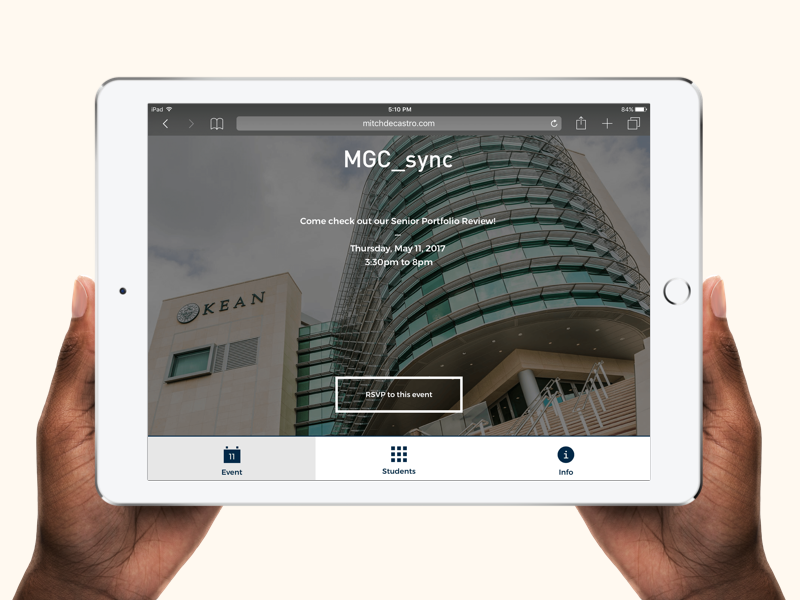 iPad
5:10 PM
84%
mitchdecastro.com
MGC_sync
Come check out our Senior Portfolio Review!
—
Thursday, May 11, 2017
3:30pm to 8pm
KEAN
RSVP to this event
11
Event
Students
i
Info